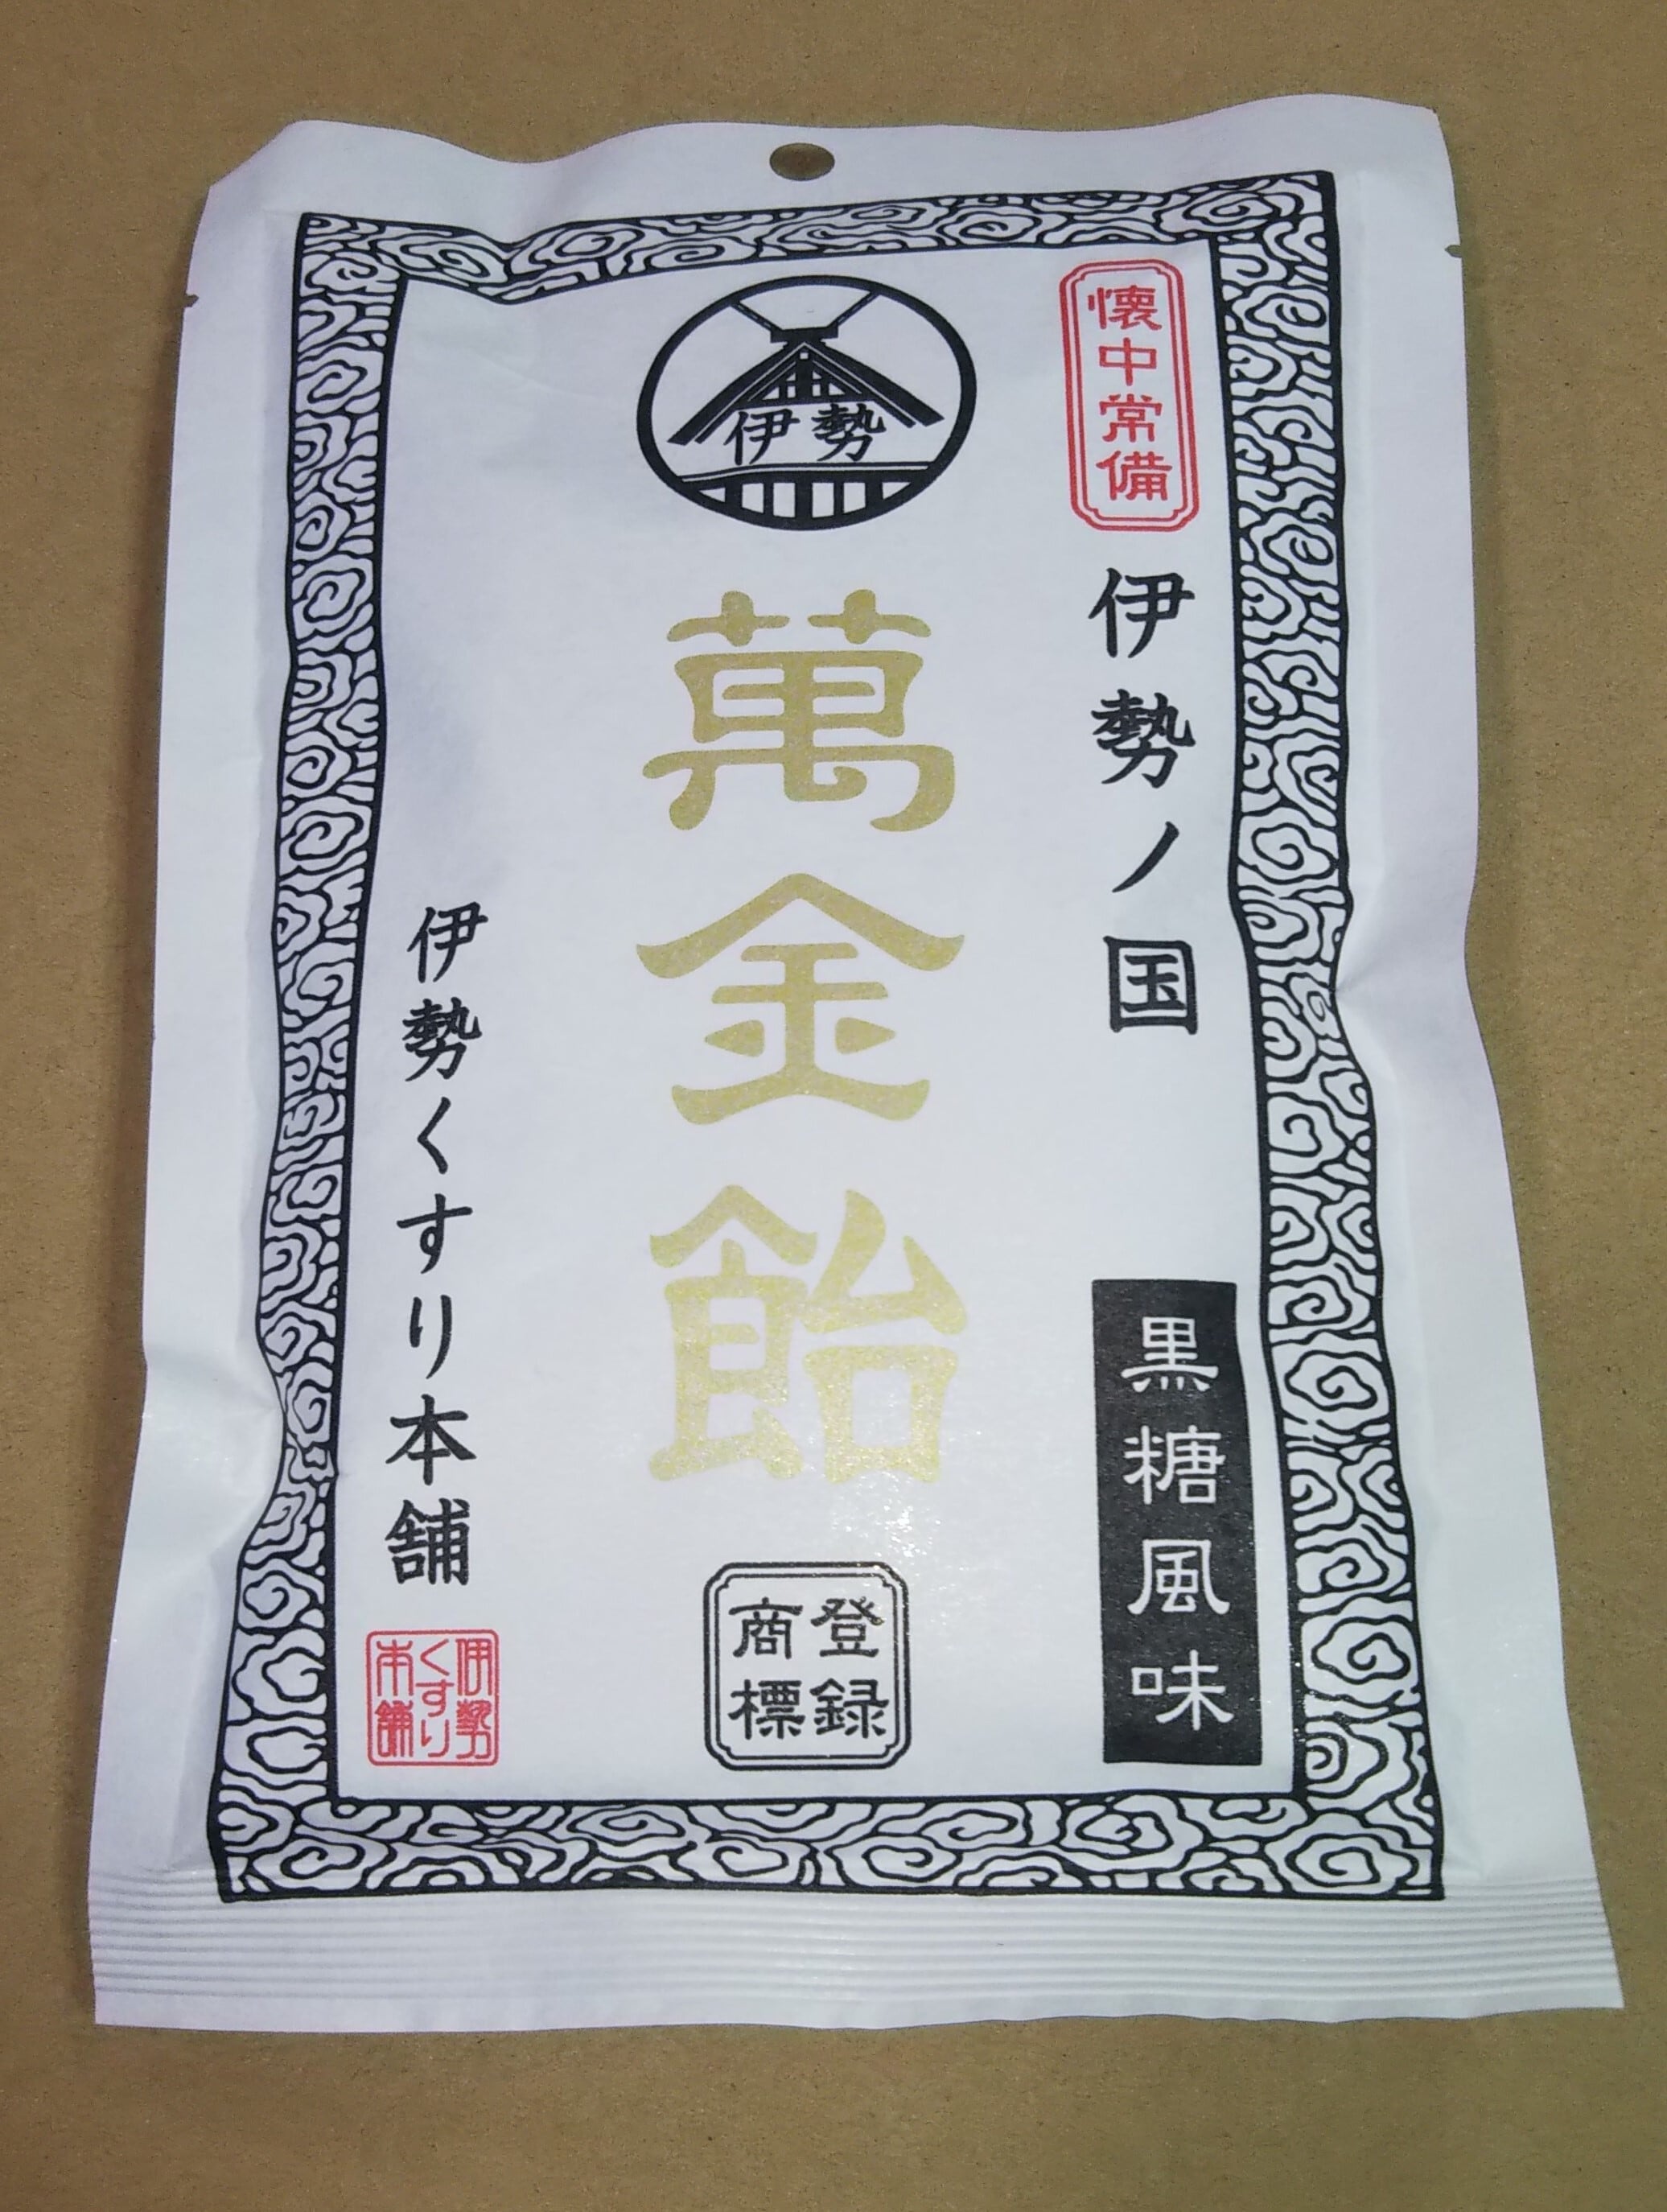 懐中常備
伊勢ノ国
黒糖風味
伊勢
萬金飴
登録
商標
伊勢くすり本舗
伊勢
くすり
本舗